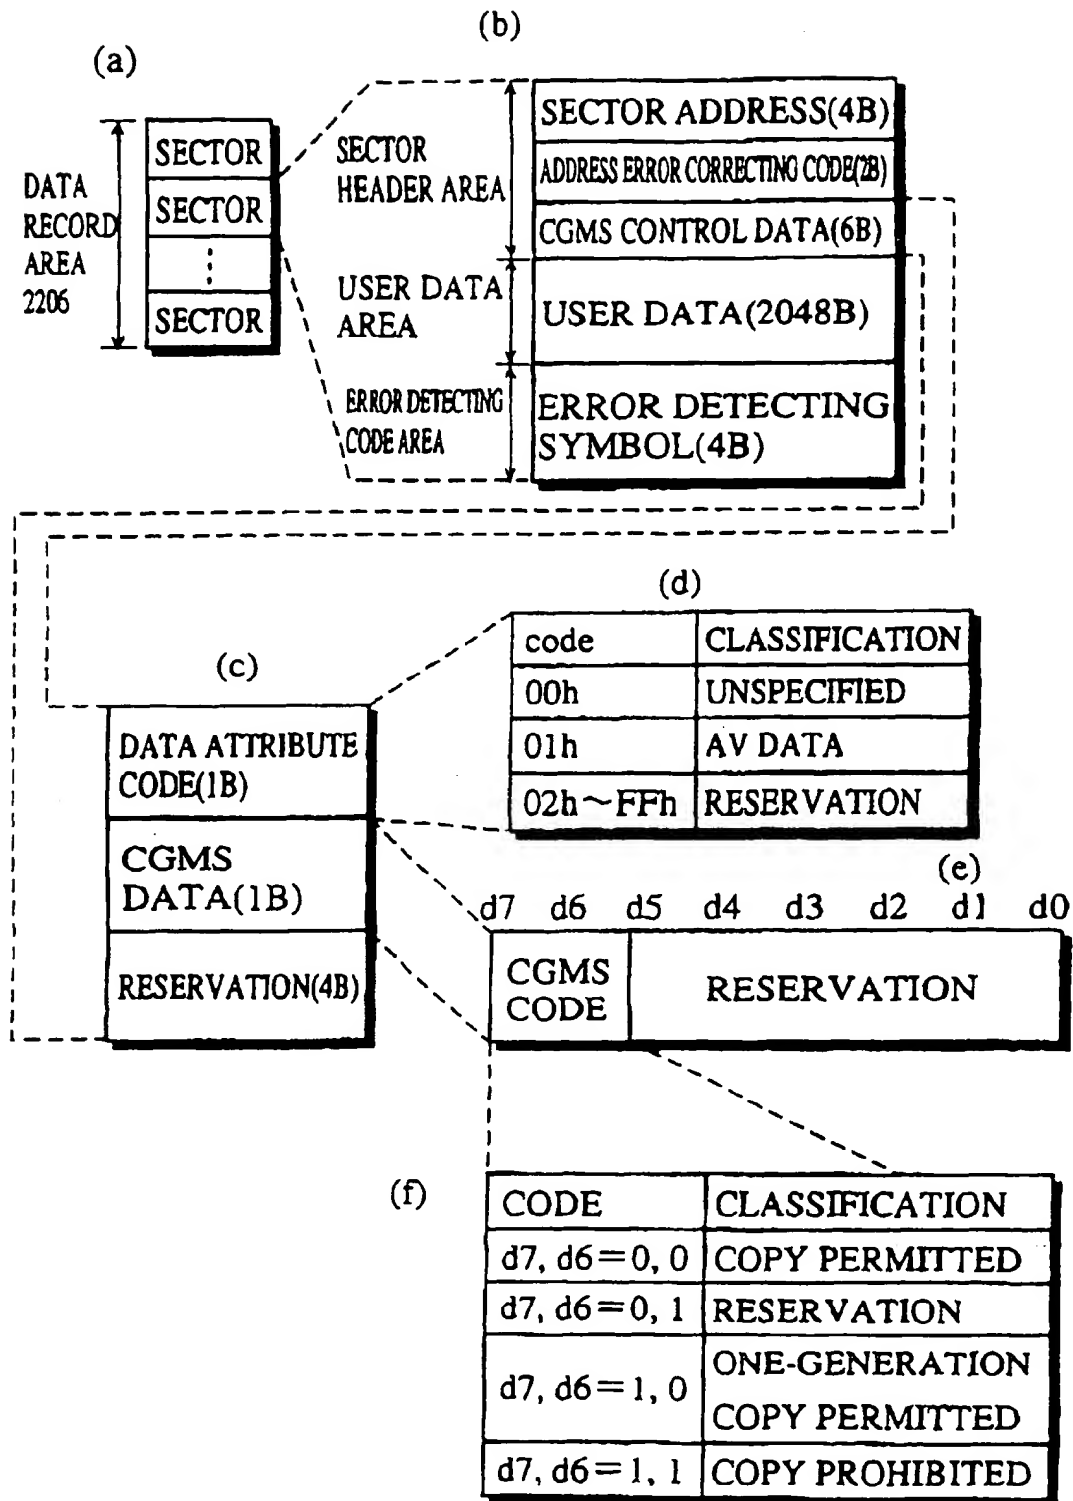 (a)
DATA
RECORD
AREA
2206
SECTOR
SECTOR
SECTOR
(b)
SECTOR
HEADER AREA
USER DATA
AREA
ERROR DETECTING
CODE AREA
SECTOR ADDRESS(4B)
ADDRESS ERROR CORRECTING CODE(2B)
CGMS CONTROL DATA(6B)
USER DATA(2048B)
ERROR DETECTING
SYMBOL(4B)
(c)
DATA ATTRIBUTE
CODE(1B)
CGMS
DATA(1B)
RESERVATION(4B)
(d)
code CLASSIFICATION
00h UNSPECIFIED
01h AV DATA
02h~FFh RESERVATION
(e)
d7 d6 d5 d4 d3 d2 d1 d0
CGMS
CODE
RESERVATION
(f)
CODE CLASSIFICATION
d7, d6=0, 0 COPY PERMITTED
d7, d6=0, 1 RESERVATION
d7, d6=1, 0 ONE-GENERATION
COPY PERMITTED
d7, d6=1, 1 COPY PROHIBITED